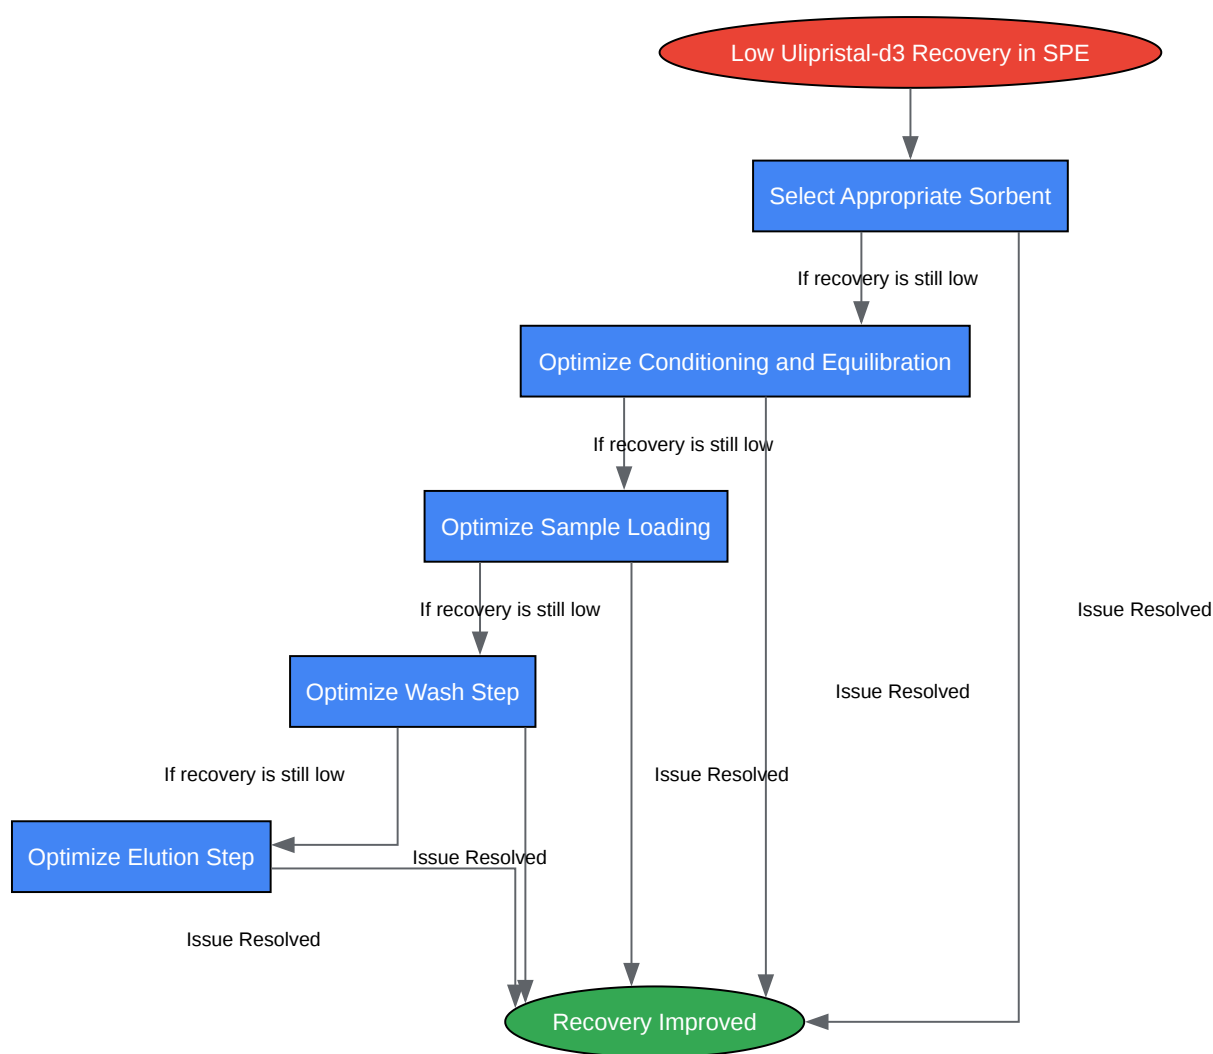 Low Ulipristal-d3 Recovery in SPE
Select Appropriate Sorbent
If recovery is still low
Optimize Conditioning and Equilibration
If recovery is still low
Optimize Sample Loading
If recovery is still low
Issue Resolved
Optimize Wash Step
Issue Resolved
If recovery is still low
Issue Resolved
Optimize Elution Step
Issue Resolved
Issue Resolved
Recovery Improved